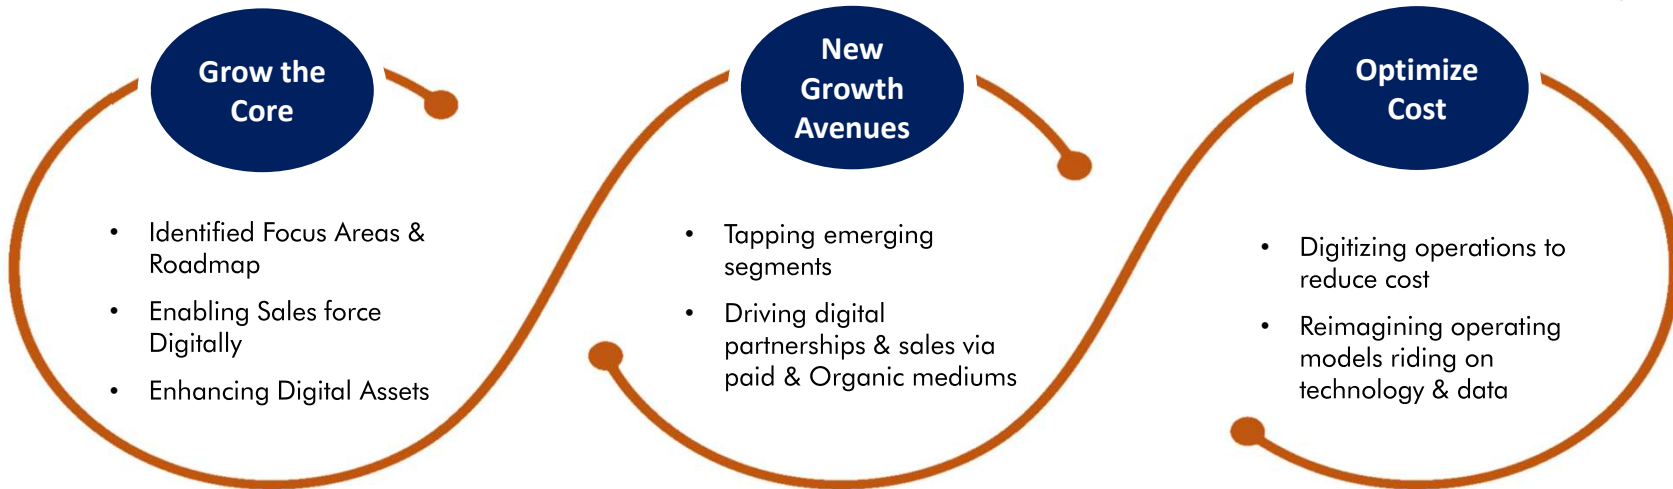 Grow the
Core
• Identified Focus Areas &
Roadmap
• Enabling Sales force
Digitally
• Enhancing Digital Assets
New
Growth
Avenues
• Tapping emerging
segments
• Driving digital
partnerships & sales via
paid & Organic mediums
Optimize
Cost
• Digitizing operations to
reduce cost
• Reimagining operating
models riding on
technology & data